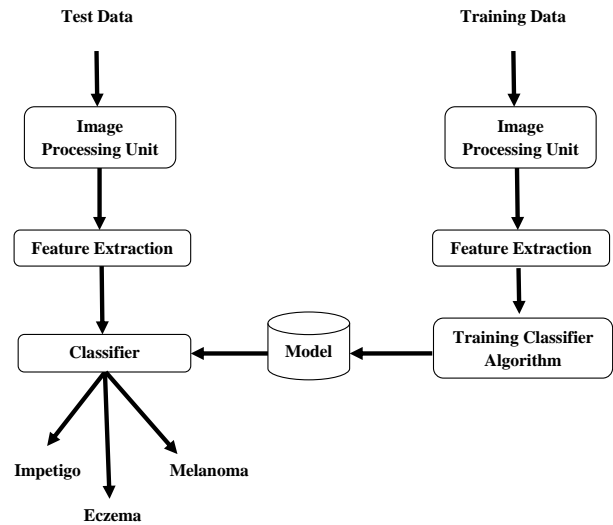 Test Data
Training Data
Image
Processing Unit
Image
Processing Unit
Feature Extraction
Feature Extraction
Classifier
Model
Training Classifier
Algorithm
Impetigo
Melanoma
Eczema